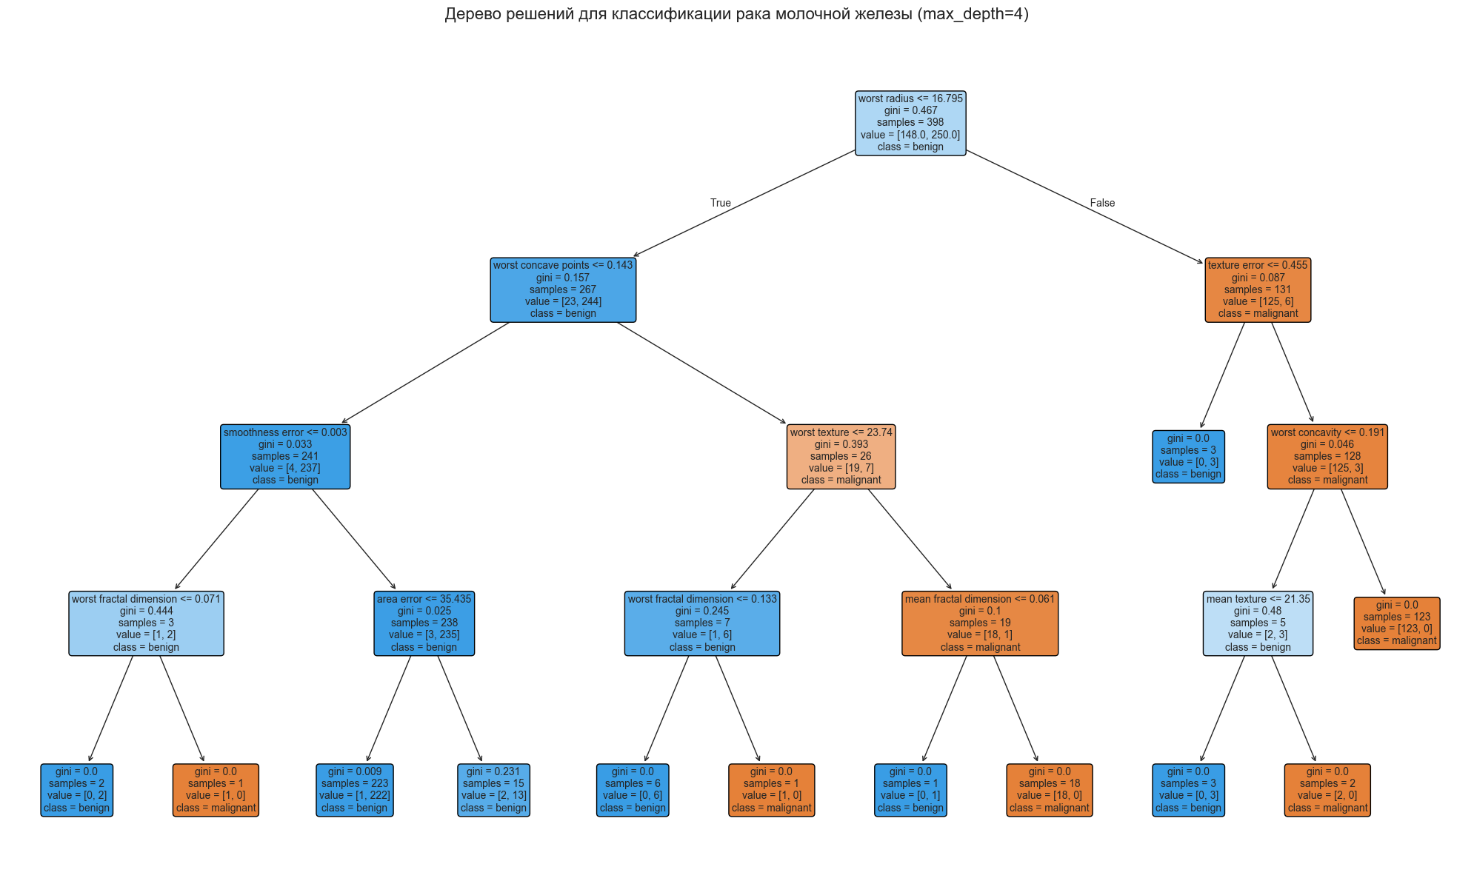 Дерево решений для классификации рака молочной железы (max_depth=4)
worst radius <= 16.795
gini = 0.467
samples = 398
value = [148.0, 250.0]
class = benign
True
False
worst concave points <= 0.143
gini = 0.157
samples = 267
value = [23, 244]
class = benign
texture error <= 0.455
gini = 0.087
samples = 131
value = [125, 6]
class = malignant
smoothness error <= 0.003
gini = 0.033
samples = 241
value = [4, 237]
class = benign
worst texture <= 23.74
gini = 0.393
samples = 26
value = [19, 7]
class = malignant
gini = 0.0
samples = 3
value = [0, 3]
class = benign
worst concavity <= 0.191
gini = 0.046
samples = 128
value = [125, 3]
class = malignant
worst fractal dimension <= 0.071
gini = 0.444
samples = 3
value = [1, 2]
class = benign
area error <= 35.435
gini = 0.025
samples = 238
value = [3, 235]
class = benign
worst fractal dimension <= 0.133
gini = 0.245
samples = 7
value = [1, 6]
class = benign
mean fractal dimension <= 0.061
gini = 0.1
samples = 19
value = [18, 1]
class = malignant
mean texture <= 21.35
gini = 0.48
samples = 5
value = [2, 3]
class = benign
gini = 0.0
samples = 123
value = [123, 0]
class = malignant
gini = 0.0
samples = 2
value = [0, 2]
class = benign
gini = 0.0
samples = 1
value = [1, 0]
class = malignant
gini = 0.009
samples = 223
value = [1, 222]
class = benign
gini = 0.231
samples = 15
value = [2, 13]
class = benign
gini = 0.0
samples = 6
value = [0, 6]
class = benign
gini = 0.0
samples = 1
value = [1, 0]
class = malignant
gini = 0.0
samples = 1
value = [0, 1]
class = benign
gini = 0.0
samples = 18
value = [18, 0]
class = malignant
gini = 0.0
samples = 3
value = [0, 3]
class = benign
gini = 0.0
samples = 2
value = [2, 0]
class = malignant